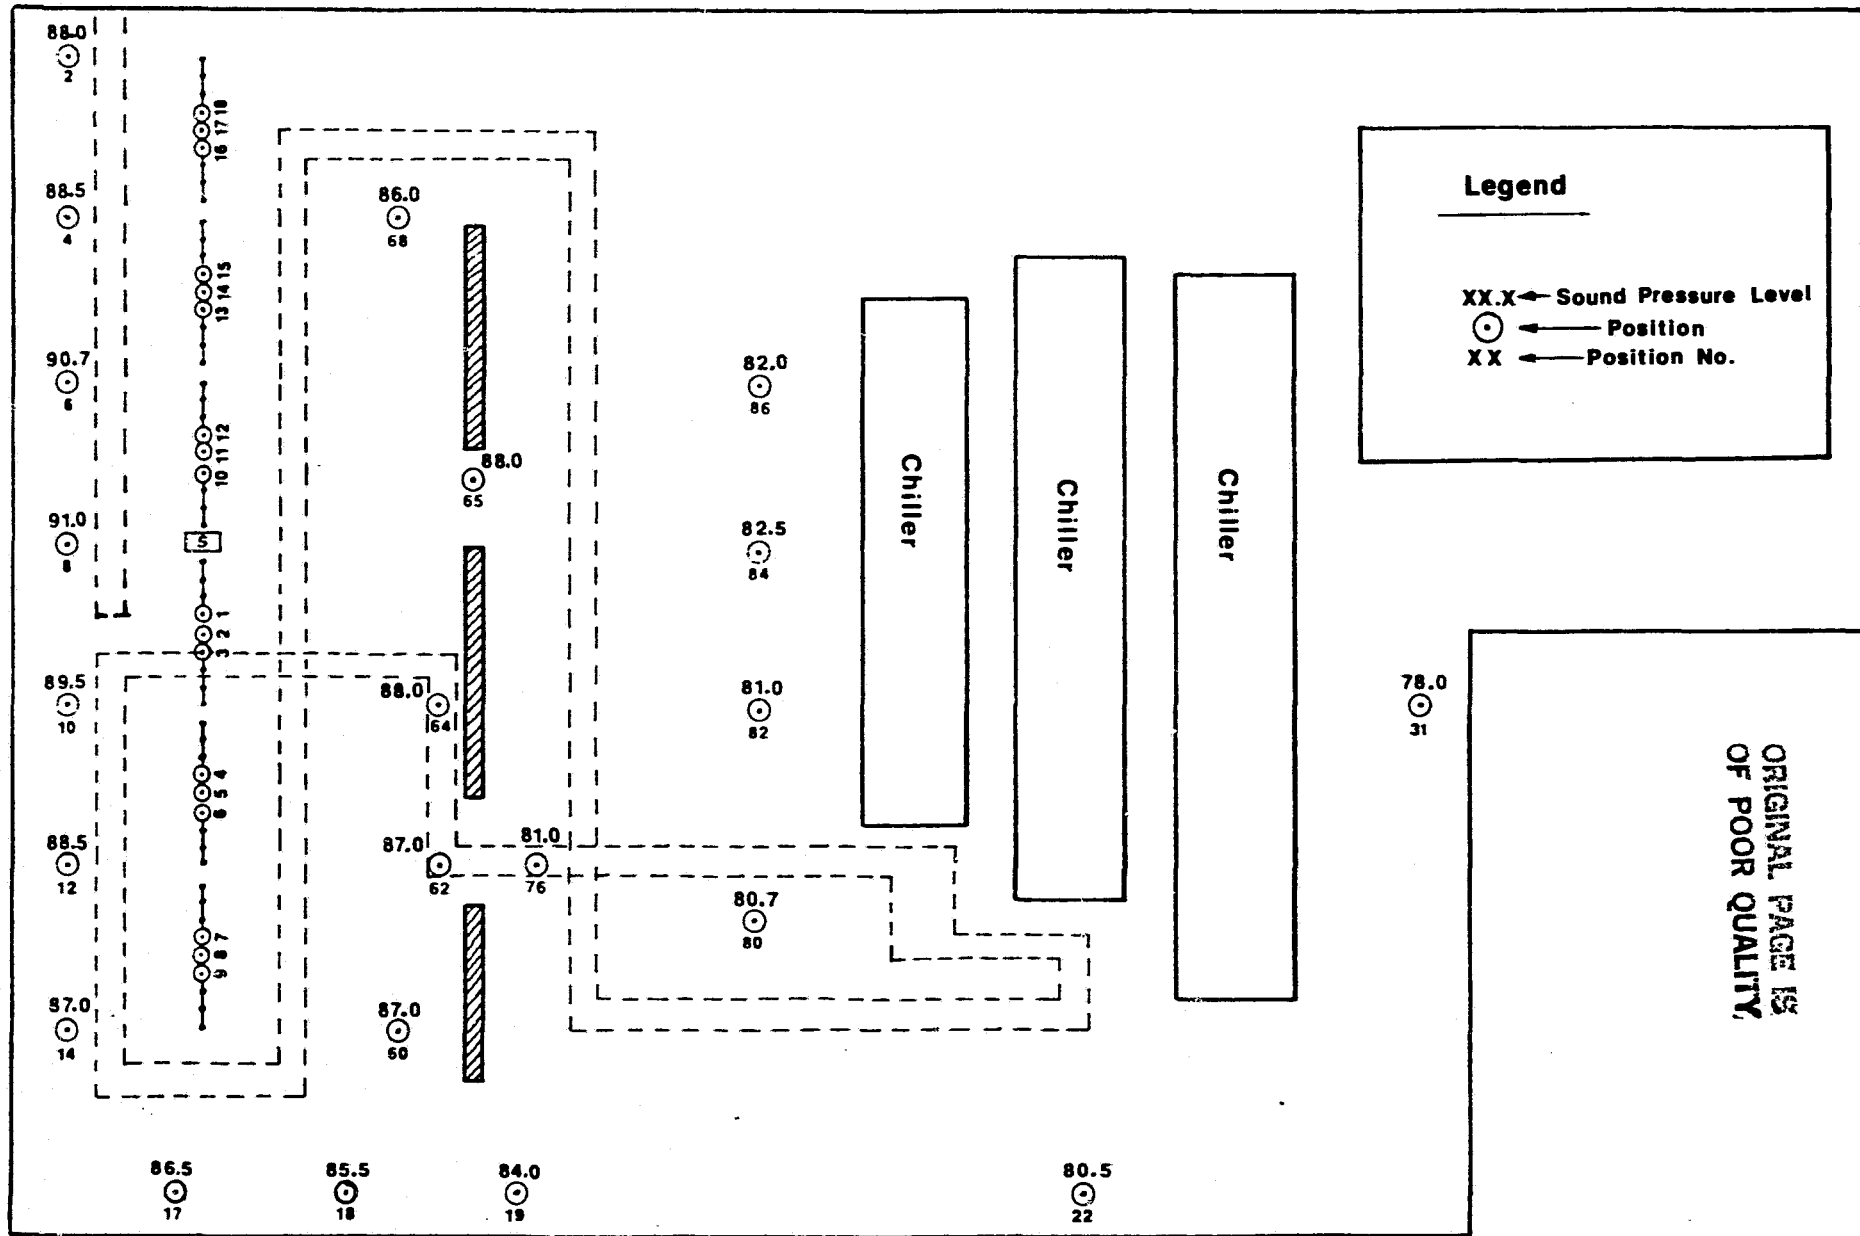 88.0
2
88.5
4
90.7
6
91.0
8
89.5
10
88.5
12
87.0
14
16 17 18
13 14 15
10 11 12
S
3 2 1
6 5 4
9 8 7
86.0
68
88.0
65
88.0
64
87.0
62
81.0
76
87.0
60
82.0
86
82.5
84
81.0
82
80.7
80
Chiller
Chiller
Chiller
Legend
XX.X Sound Pressure Level
Position
XX Position No.
78.0
31
ORIGINAL PAGE IS
OF POOR QUALITY
86.5
17
85.5
18
84.0
19
80.5
22